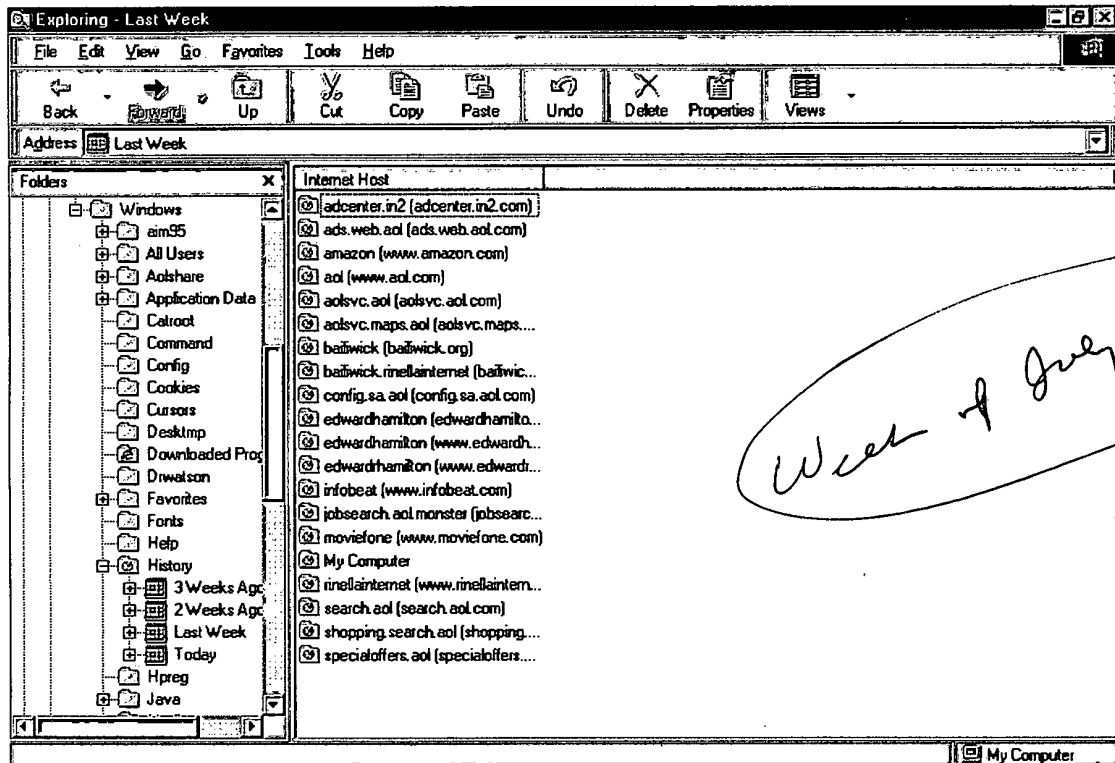 Exploring - Last Week
File Edit View Go Favorites Tools Help
Back Forward Up Cut Copy Paste Undo Delete Properties Views
Address Last Week
Folders
Windows
aim95
All Users
Aolshare
Application Data
Catroot
Command
Config
Cookies
Cursors
Desktmp
Downloaded Prog
Drwatson
Favorites
Fonts
Help
History
3 Weeks Ago
2 Weeks Ago
Last Week
Today
Hpreg
Java
Internet Host
adcenter.in2 (adcenter.in2.com)
ads.web.aol (ads.web.aol.com)
amazon (www.amazon.com)
aol (www.aol.com)
aolsvc.aol (aolsvc.aol.com)
aolsvc.maps.aol (aolsvc.maps....
bailiwick (bailiwick.org)
bailiwick.rinellainternet (bailiwic...
config.sa.aol (config.sa.aol.com)
edwardhamilton (edwardhamilto...
edwardhamilton (www.edwardh...
edwardrhamilton (www.edwardr...
infobeat (www.infobeat.com)
jobsearch.aol.monster (jobsearc...
moviefone (www.moviefone.com)
My Computer
rinellainternet (www.rinellaintern...
search.aol (search.aol.com)
shopping.search.aol (shopping....
specialoffers.aol (specialoffers....
Week of July
My Computer